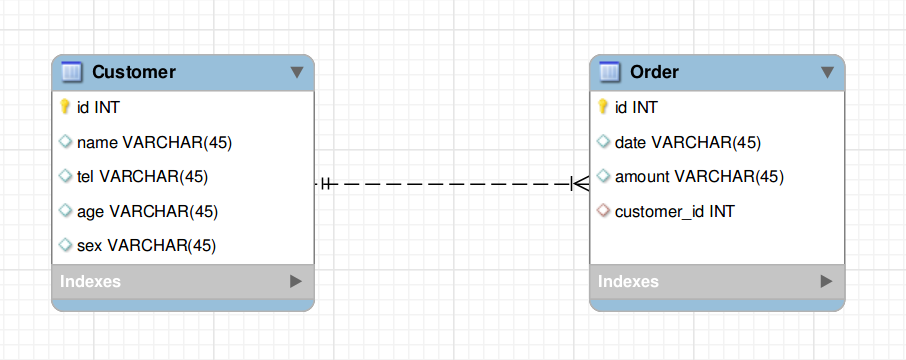 Customer
id INT
name VARCHAR(45)
tel VARCHAR(45)
age VARCHAR(45)
sex VARCHAR(45)
Indexes
Order
id INT
date VARCHAR(45)
amount VARCHAR(45)
customer_id INT
Indexes